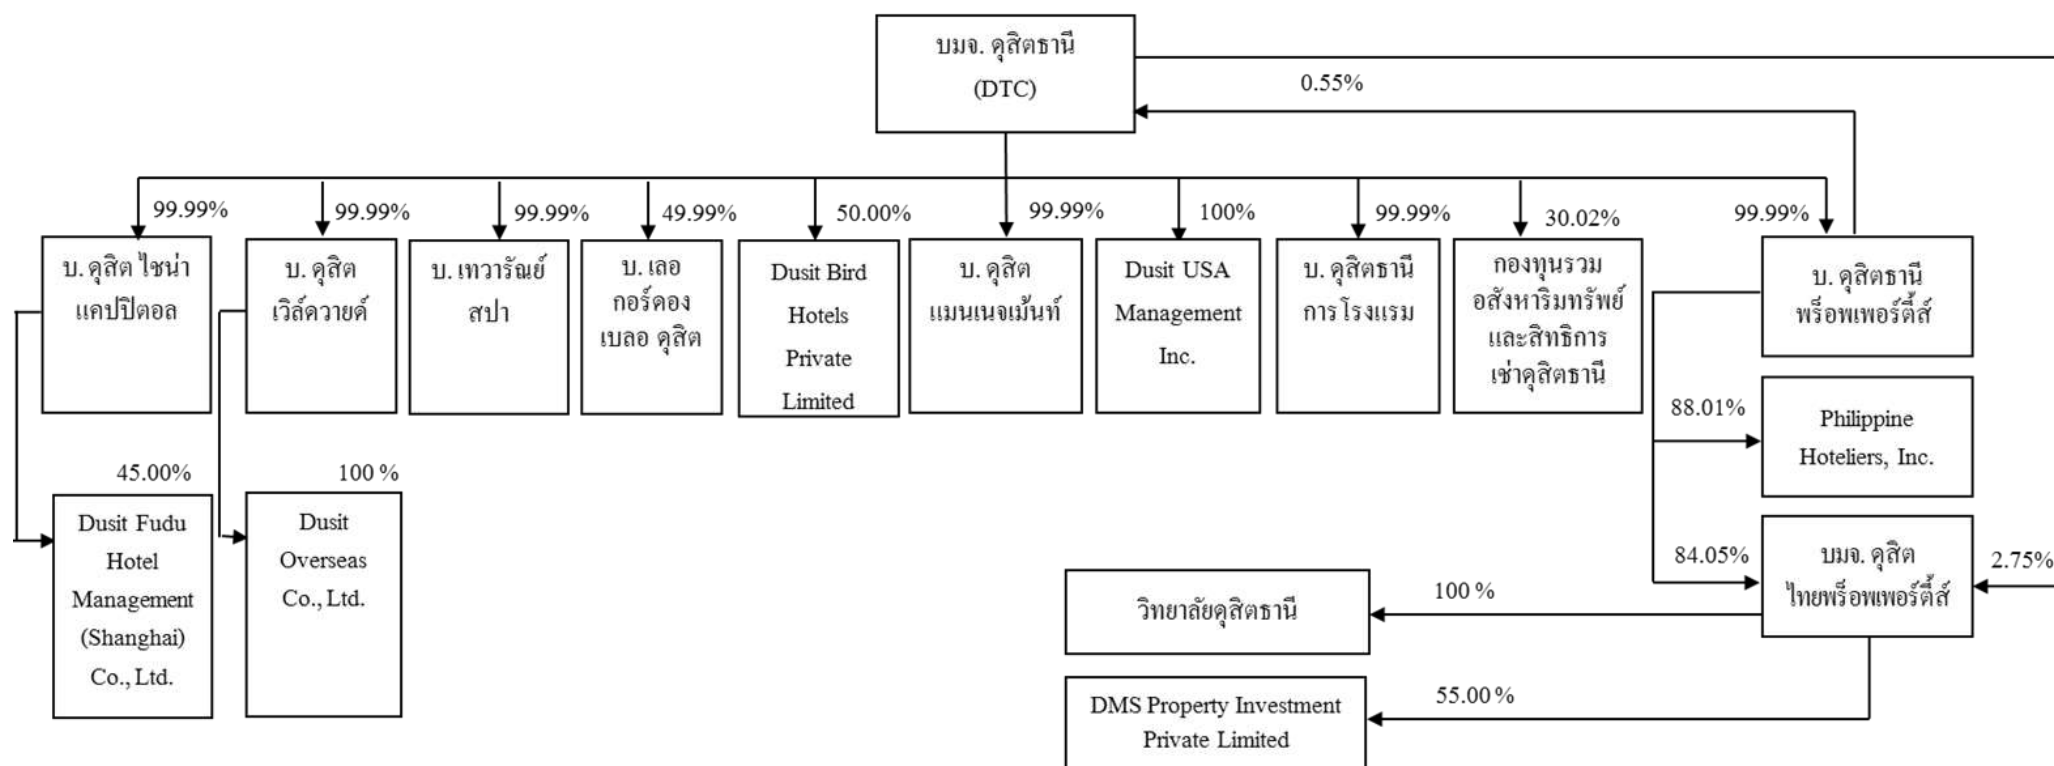 บมจ. ดุสิตธานี
(DTC)
0.55%
99.99%
99.99%
99.99%
49.99%
50.00%
99.99%
100%
99.99%
30.02%
99.99%
บ. ดุสิต ไชน่า
แคปปิตอล
บ. ดุสิต
เวิล์ดวายด์
บ. เทวารัณย์
สปา
บ. เลอ
กอร์ดอง
เบลอ ดุสิต
Dusit Bird
Hotels
Private
Limited
บ. ดุสิต
แมนเนจเม้นท์
Dusit USA
Management
Inc.
บ. ดุสิตธานี
การโรงแรม
กองทุนรวม
อสังหาริมทรัพย์
และสิทธิการ
เช่าดุสิตธานี
บ. ดุสิตธานี
พร็อพเพอร์ตี้ส์
88.01%
Philippine
Hoteliers, Inc.
45.00%
100 %
Dusit Fudu
Hotel
Management
(Shanghai)
Co., Ltd.
Dusit
Overseas
Co., Ltd.
84.05%
บมจ. ดุสิต
ไทยพร็อพเพอร์ตี้ส์
2.75%
วิทยาลัยดุสิตธานี
100 %
DMS Property Investment
Private Limited
55.00 %